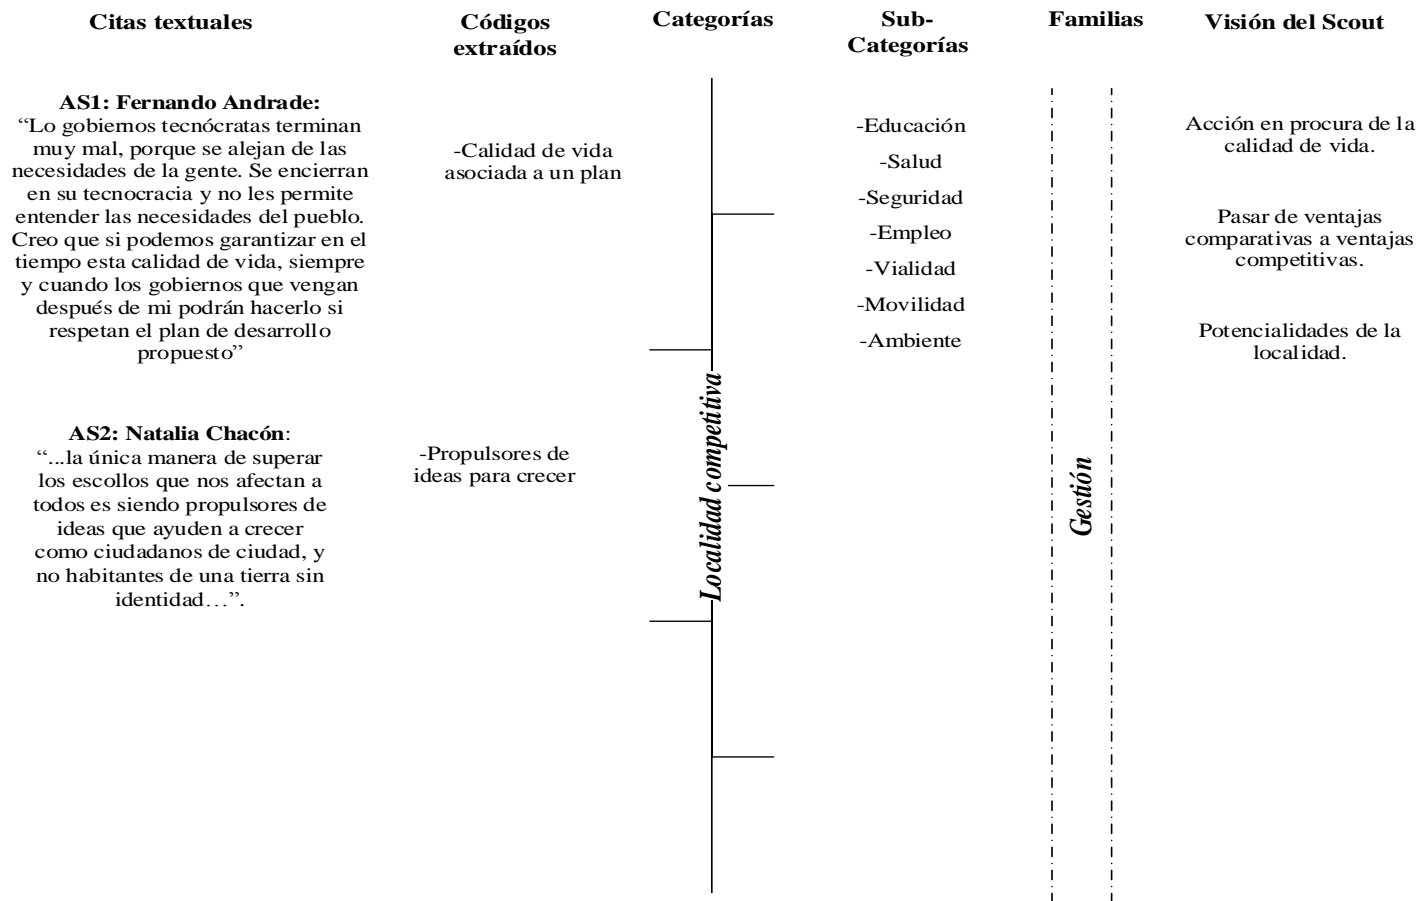 Citas textuales
Códigos
extraídos
Categorías
Sub-
Categorías
Familias
Visión del Scout
AS1: Fernando Andrade:
“Lo gobiernos tecnócratas terminan
muy mal, porque se alejan de las
necesidades de la gente. Se encierran
en su tecnocracia y no les permite
entender las necesidades del pueblo.
Creo que si podemos garantizar en el
tiempo esta calidad de vida, siempre
y cuando los gobiernos que vengan
después de mi podrán hacerlo si
respetan el plan de desarrollo
propuesto”
-Calidad de vida
asociada a un plan
-Educación
-Salud
-Seguridad
-Empleo
-Vialidad
-Movilidad
-Ambiente
Acción en procura de la
calidad de vida.
Pasar de ventajas
comparativas a ventajas
competitivas.
Potencialidades de la
localidad.
AS2: Natalia Chacón:
“...la única manera de superar
los escollos que nos afectan a
todos es siendo propulsores de
ideas que ayuden a crecer
como ciudadanos de ciudad, y
no habitantes de una tierra sin
identidad…”.
-Propulsores de
ideas para crecer
Localidad competitiva
Gestión